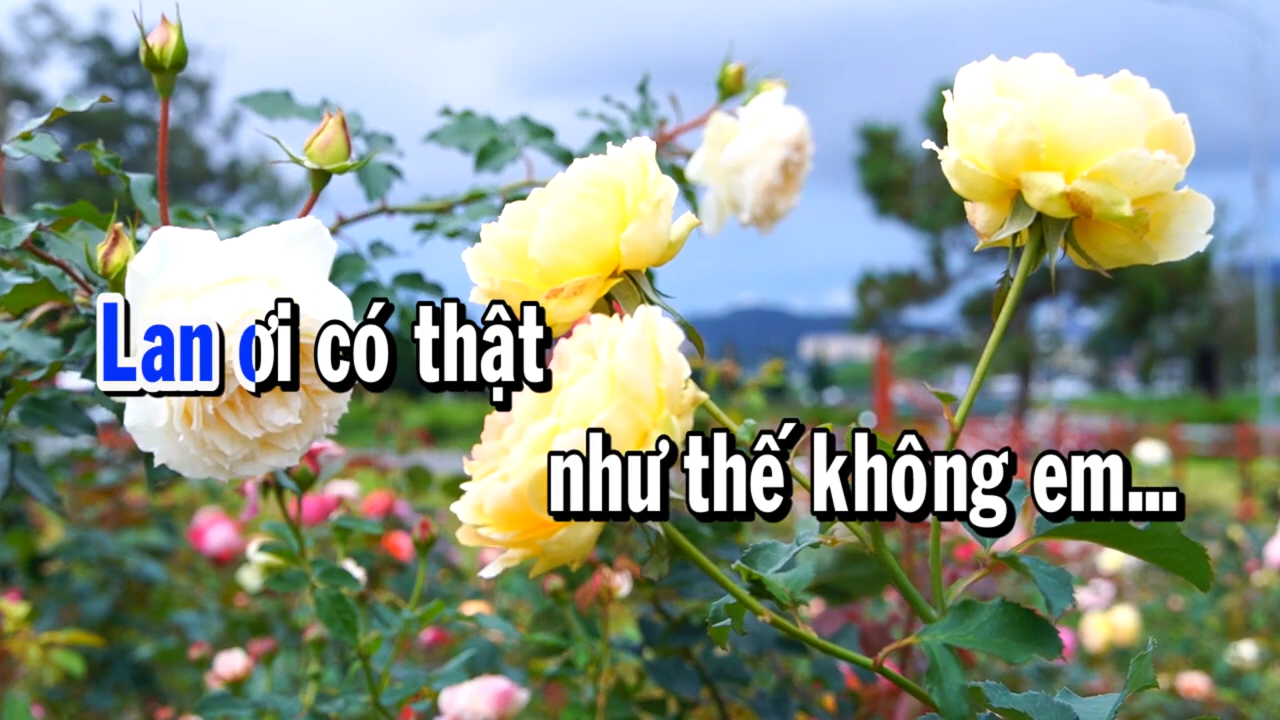 Lan ơi có thật
như thế không em...